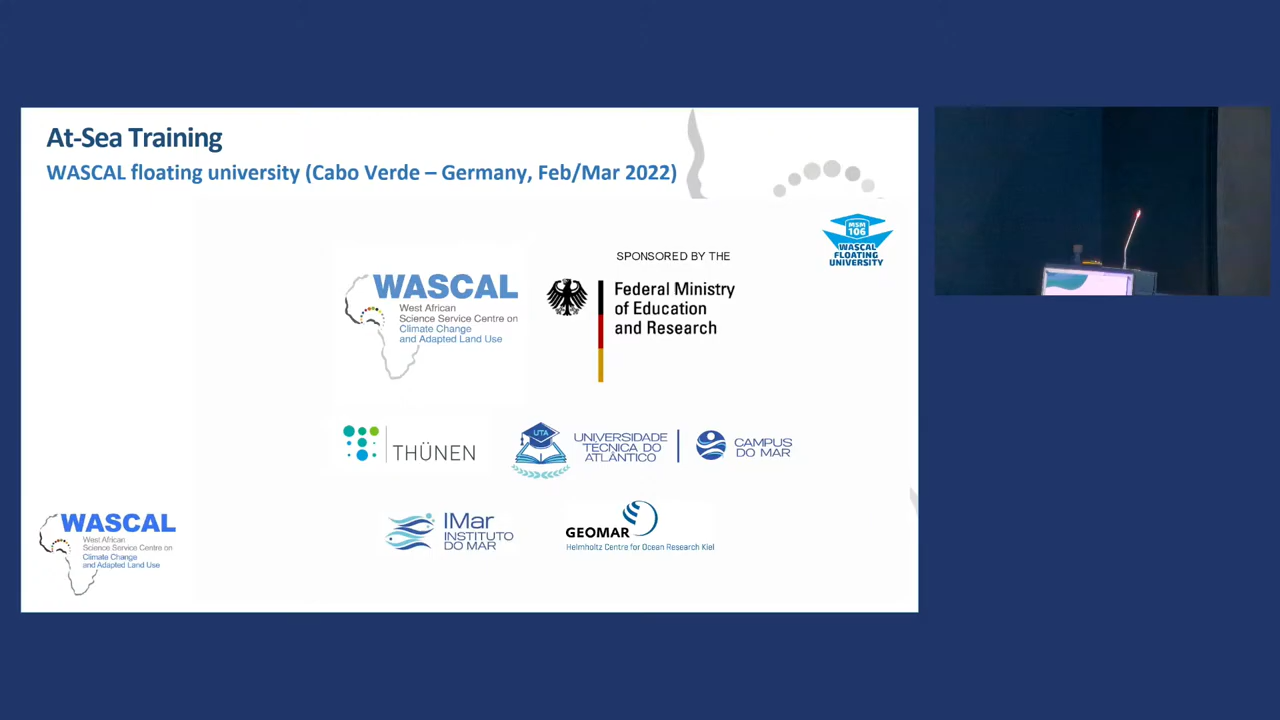 At-Sea Training
WASCAL floating university (Cabo Verde – Germany, Feb/Mar 2022)
MSM
106
WASCAL
FLOATING
UNIVERSITY
SPONSORED BY THE
WASCAL
West African
Science Service Centre on
Climate Change
and Adapted Land Use
Federal Ministry
of Education
and Research
THÜNEN
UTA
UNIVERSIDADE
TÉCNICA DO
ATLÂNTICO
CAMPUS
DO MAR
IMar
INSTITUTO
DO MAR
GEOMAR
Helmholtz Centre for Ocean Research Kiel
WASCAL
West African
Science Service Centre on
Climate Change
and Adapted Land Use